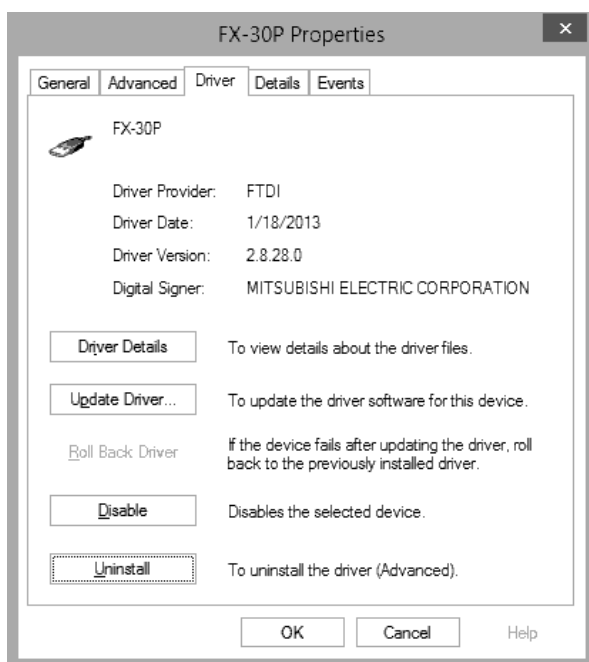 FX-30P Properties
×
General Advanced Driver Details Events
FX-30P
Driver Provider: FTDI
Driver Date: 1/18/2013
Driver Version: 2.8.28.0
Digital Signer: MITSUBISHI ELECTRIC CORPORATION
Driver Details To view details about the driver files.
Update Driver... To update the driver software for this device.
Roll Back Driver If the device fails after updating the driver, roll
back to the previously installed driver.
Disable Disables the selected device.
Uninstall To uninstall the driver (Advanced).
OK Cancel Help